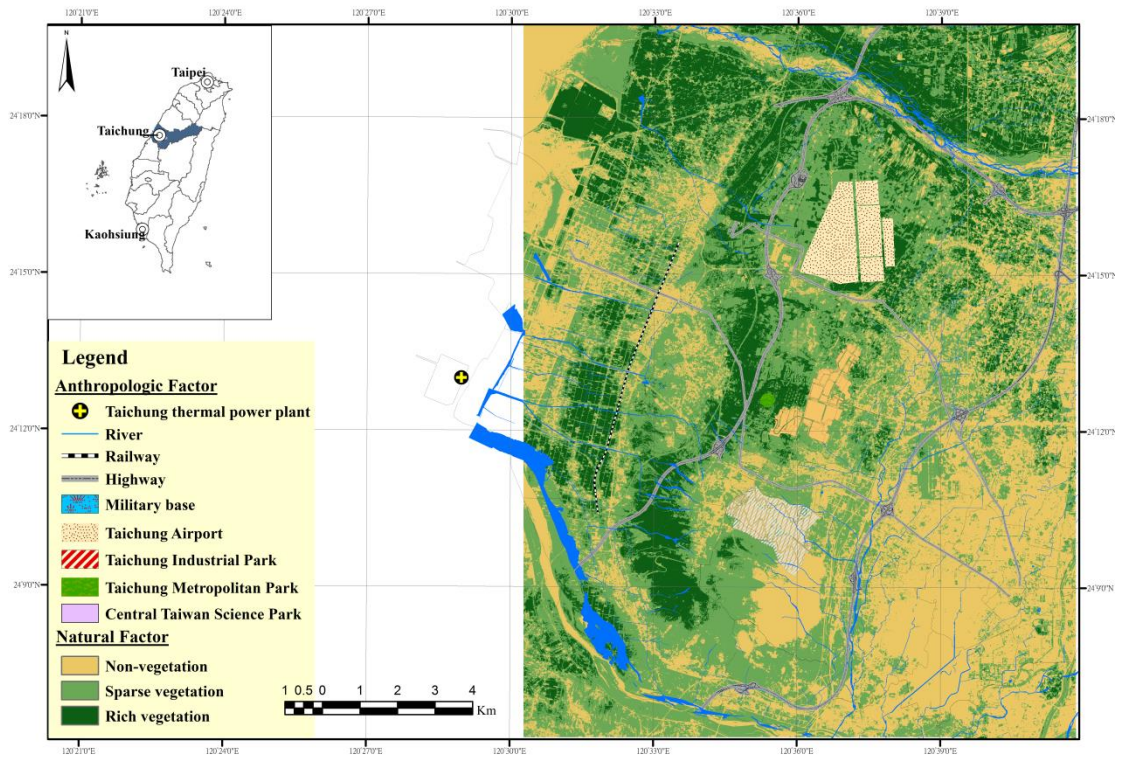 120°21'0"E 120°24'0"E 120°27'0"E 120°30'0"E 120°33'0"E 120°36'0"E 120°39'0"E
N
Taipei
Taichung
Kaohsiung
24°18'0"N 24°18'0"N
24°15'0"N 24°15'0"N
24°12'0"N 24°12'0"N
24°9'0"N 24°9'0"N
Legend
Anthropologic Factor
Taichung thermal power plant
River
Railway
Highway
Military base
Taichung Airport
Taichung Industrial Park
Taichung Metropolitan Park
Central Taiwan Science Park
Natural Factor
Non-vegetation
Sparse vegetation
Rich vegetation
1 0.5 0 1 2 3 4
Km
120°21'0"E 120°24'0"E 120°27'0"E 120°30'0"E 120°33'0"E 120°36'0"E 120°39'0"E